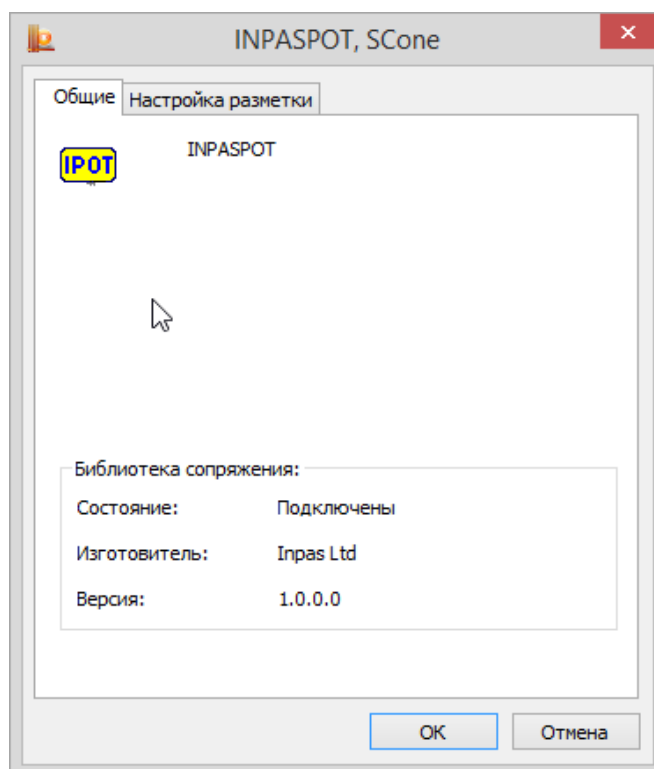 INPASPOT, SCone
Общие Настройка разметки
IPOT INPASPOT
Библиотека сопряжения:
Состояние: Подключены
Изготовитель: Inpas Ltd
Версия: 1.0.0.0
ОК Отмена